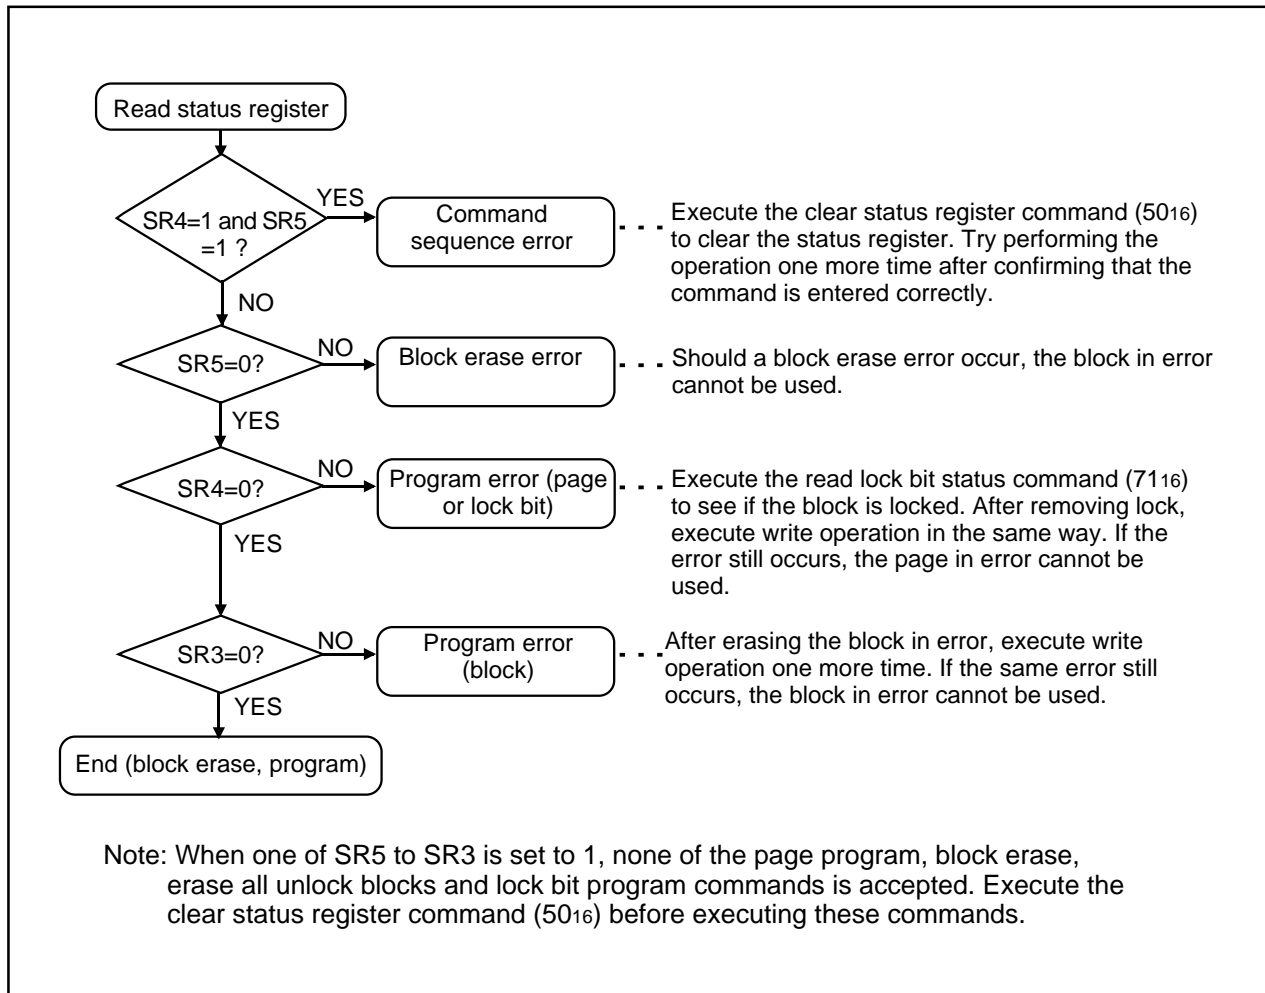 Read status register
SR4=1 and SR5
=1 ?
YES
Command
sequence error
Execute the clear status register command (5016)
to clear the status register. Try performing the
operation one more time after confirming that the
command is entered correctly.
NO
SR5=0?
NO
Block erase error
Should a block erase error occur, the block in error
cannot be used.
YES
SR4=0?
NO
Program error (page
or lock bit)
Execute the read lock bit status command (7116)
to see if the block is locked. After removing lock,
execute write operation in the same way. If the
error still occurs, the page in error cannot be
used.
YES
SR3=0?
NO
Program error
(block)
After erasing the block in error, execute write
operation one more time. If the same error still
occurs, the block in error cannot be used.
YES
End (block erase, program)
Note: When one of SR5 to SR3 is set to 1, none of the page program, block erase,
erase all unlock blocks and lock bit program commands is accepted. Execute the
clear status register command (5016) before executing these commands.